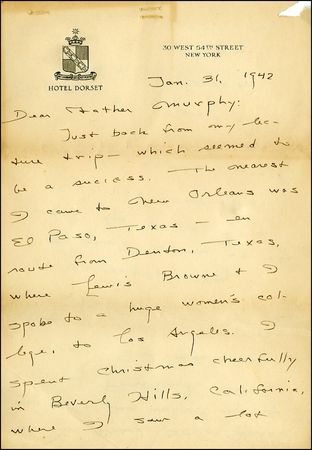 HOTEL DORSET
30 WEST 54TH STREET
NEW YORK
Jan. 31, 1942
Dear Father Murphy:
Just back from my lec-
ture trip - which seemed to
be a success. The nearest
I came to New Orleans was
El Paso, Texas - en
route from Denton, Texas,
where Lewis Browne & I
spoke to a huge women's col-
lege, to Los Angeles. I
spent Christmas cheerfully
in Beverly Hills, California,
where I saw a lot